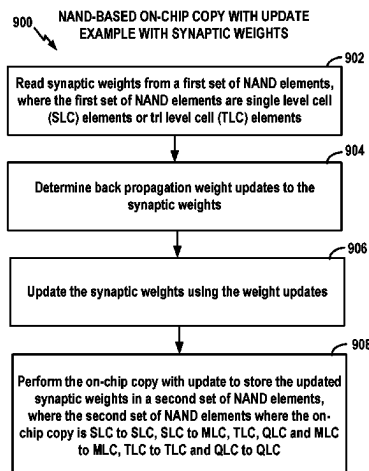 900
NAND-BASED ON-CHIP COPY WITH UPDATE
EXAMPLE WITH SYNAPTIC WEIGHTS
902
Read synaptic weights from a first set of NAND elements,
where the first set of NAND elements are single level cell
(SLC) elements or tri level cell (TLC) elements
904
Determine back propagation weight updates to the
synaptic weights
906
Update the synaptic weights using the weight updates
908
Perform the on-chip copy with update to store the updated
synaptic weights in a second set of NAND elements,
where the second set of NAND elements where the on-
chip copy is SLC to SLC, SLC to MLC, TLC, QLC and MLC
to MLC, TLC to TLC and QLC to QLC